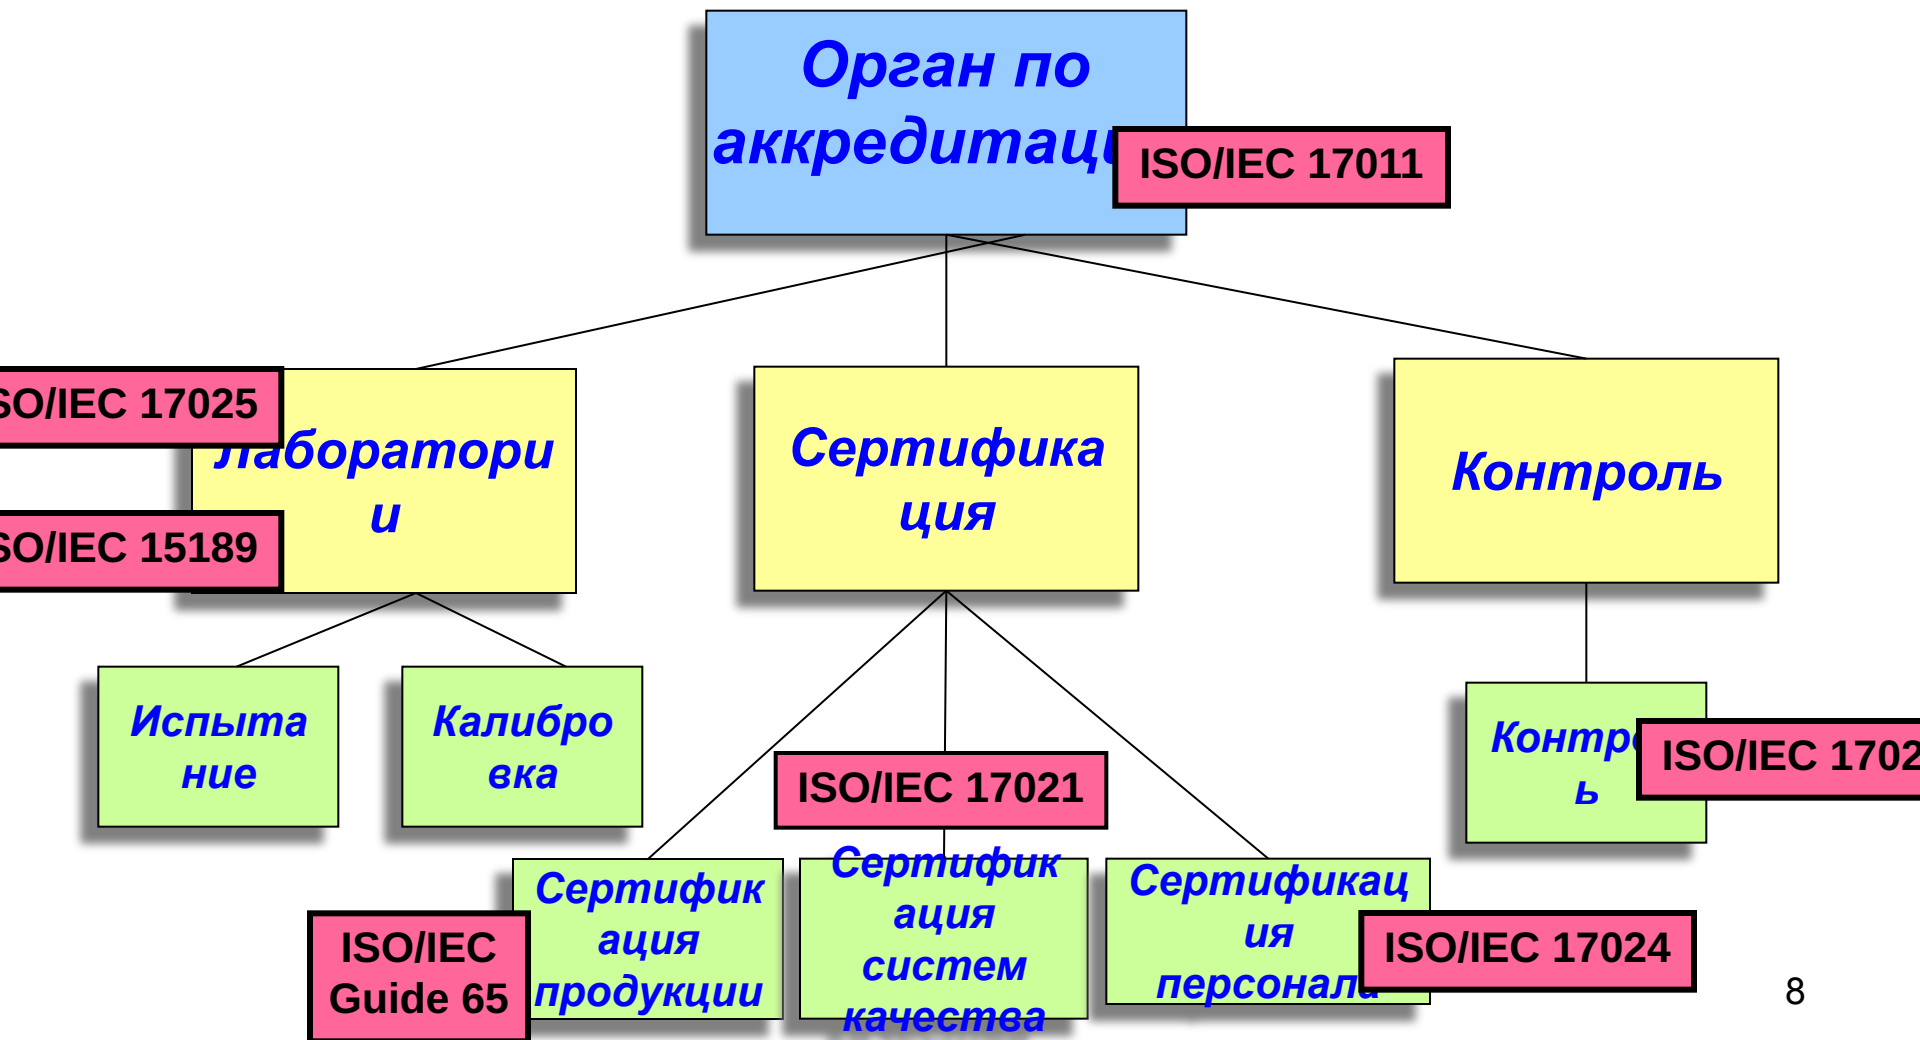 Орган по
аккредитаци
ISO/IEC 17011
SO/IEC 17025
Лаборатори
и
SO/IEC 15189
Сертифика
ция
Контроль
Испыта
ние
Калибро
вка
ISO/IEC 17021
Контро
ь
ISO/IEC 1702
Сертифик
ация
продукции
ISO/IEC
Guide 65
Сертифик
ация
систем
качества
Сертификац
ия
персонала
ISO/IEC 17024
8